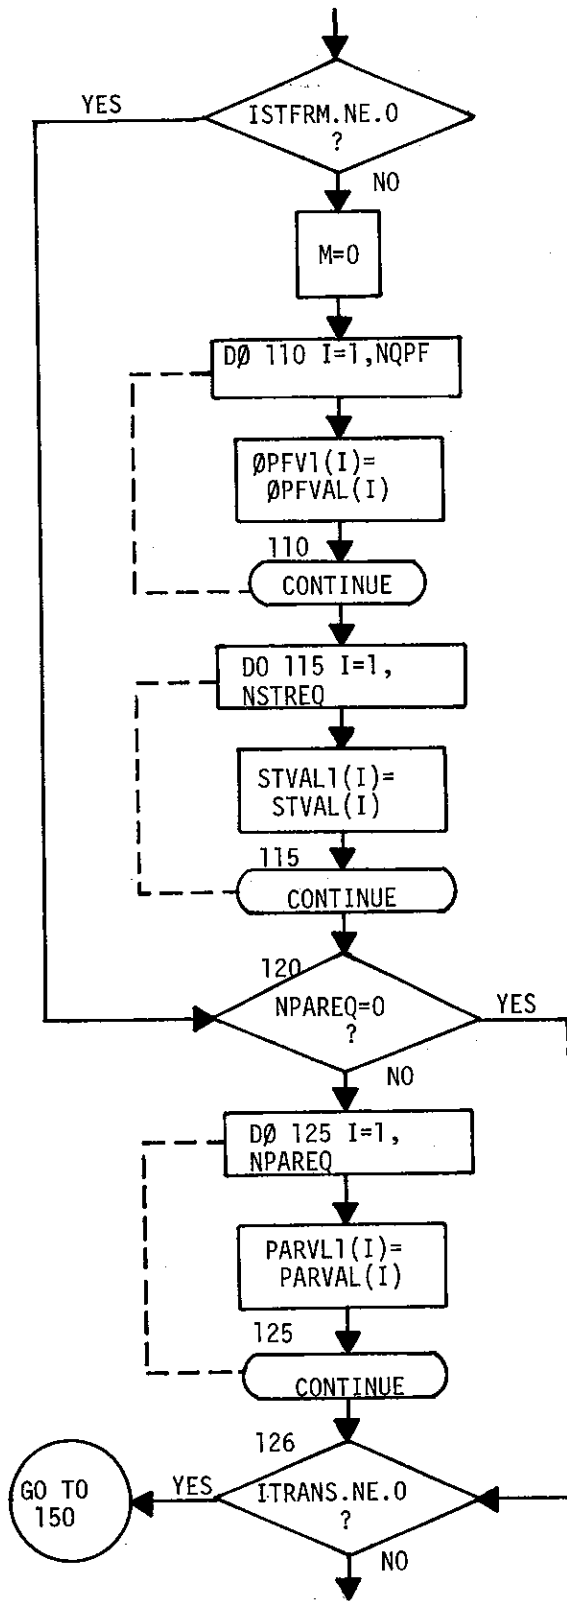 ISTFRM.NE.0
?
YES
NO
M=0
DØ 110 I=1,NQPF
ØPFV1(I)=
ØPFVAL(I)
110
CONTINUE
DO 115 I=1,
NSTREQ
STVAL1(I)=
STVAL(I)
115
CONTINUE
120
NPAREQ=0
?
YES
NO
DØ 125 I=1,
NPAREQ
PARVL1(I)=
PARVAL(I)
125
CONTINUE
126
ITRANS.NE.0
?
YES
GO TO
150
NO